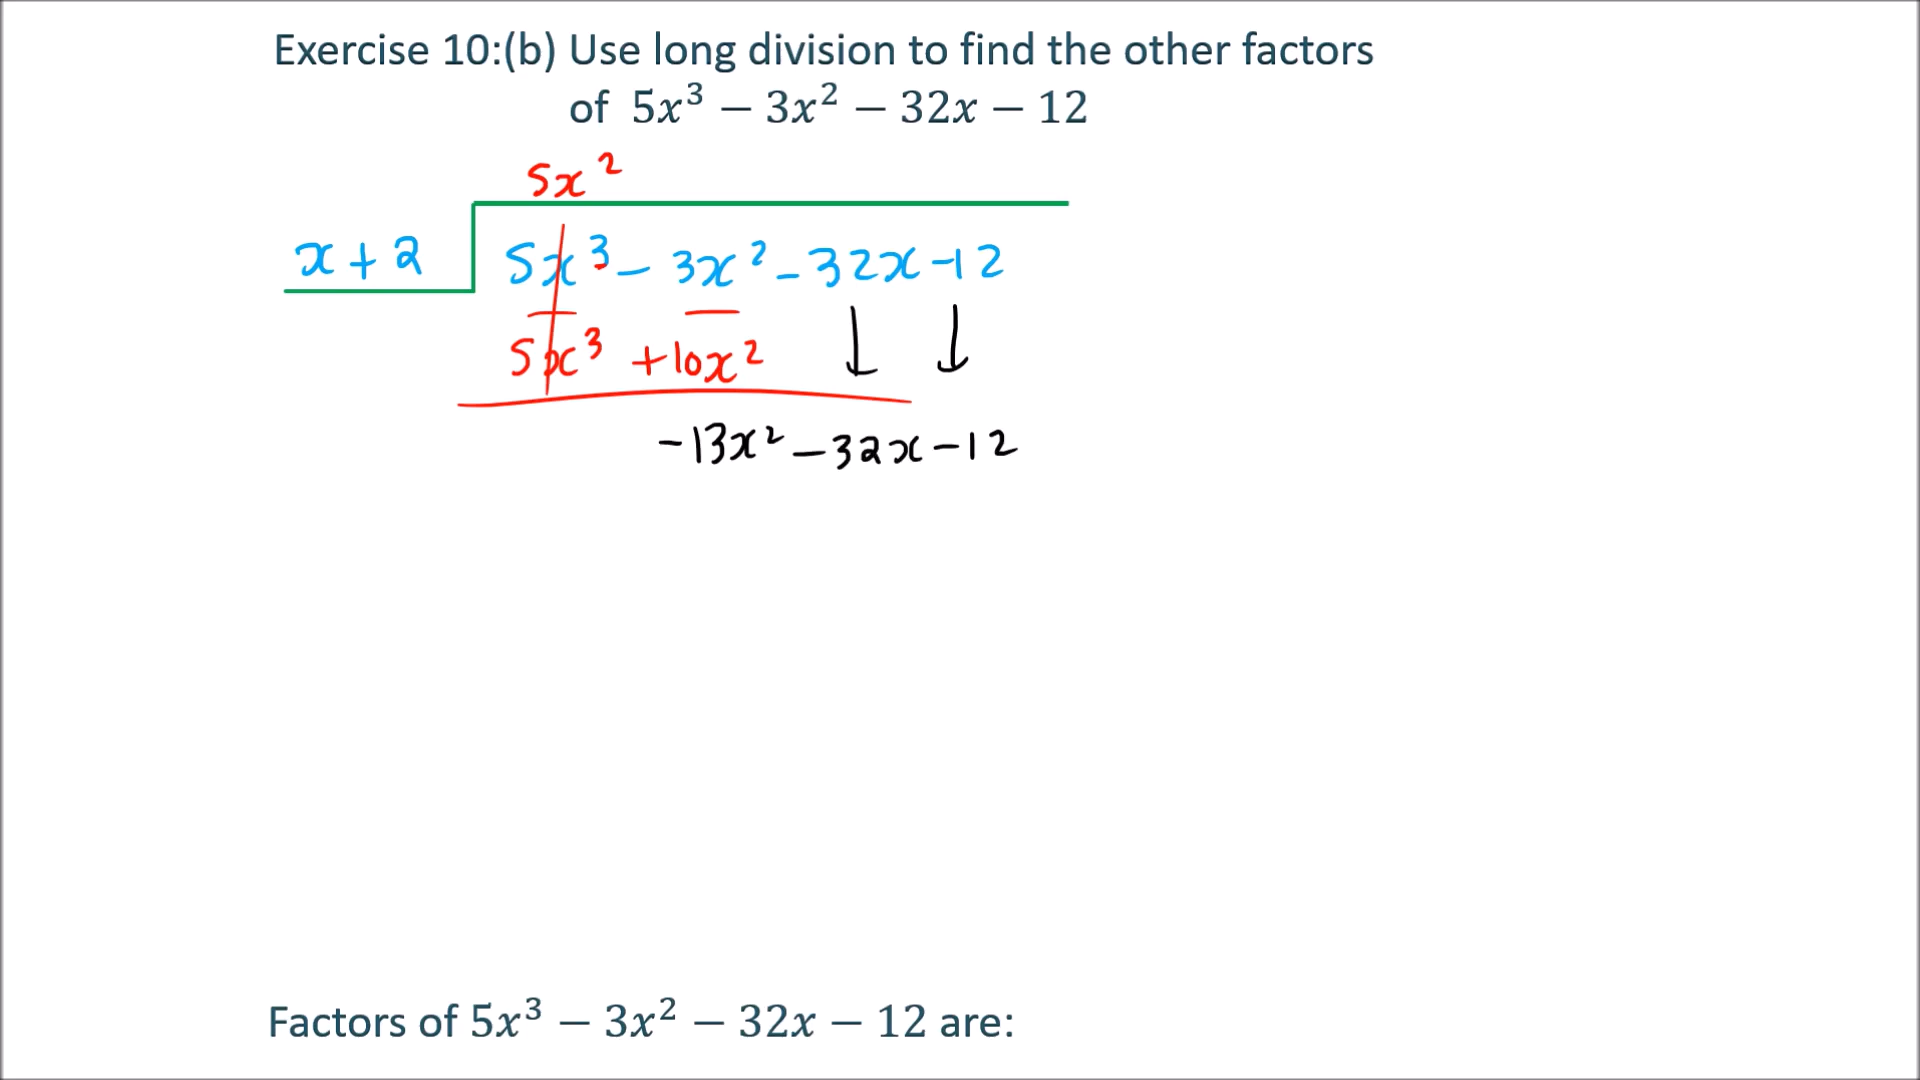 Exercise 10:(b) Use long division to find the other factors
of 5x³ − 3x² − 32x − 12
5x²
x + 2 5x³ − 3x² − 32x − 12
5x³ + 10x²
−13x² − 32x − 12
Factors of 5x³ − 3x² − 32x − 12 are: